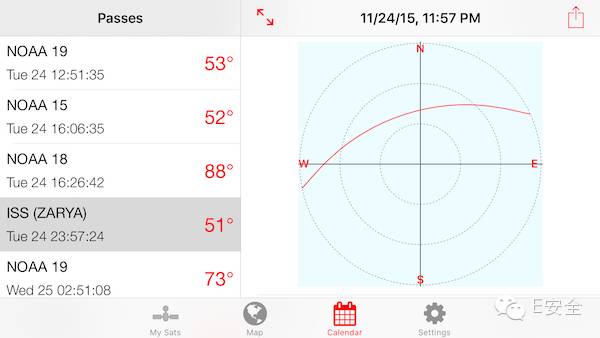 Passes
NOAA 19
Tue 24 12:51:35
53°
NOAA 15
Tue 24 16:06:35
52°
NOAA 18
Tue 24 16:26:42
88°
ISS (ZARYA)
Tue 24 23:57:24
51°
NOAA 19
Wed 25 02:51:08
73°
11/24/15, 11:57 PM
N
W
E
S
My Sats
Map
Calendar
Settings
E安全